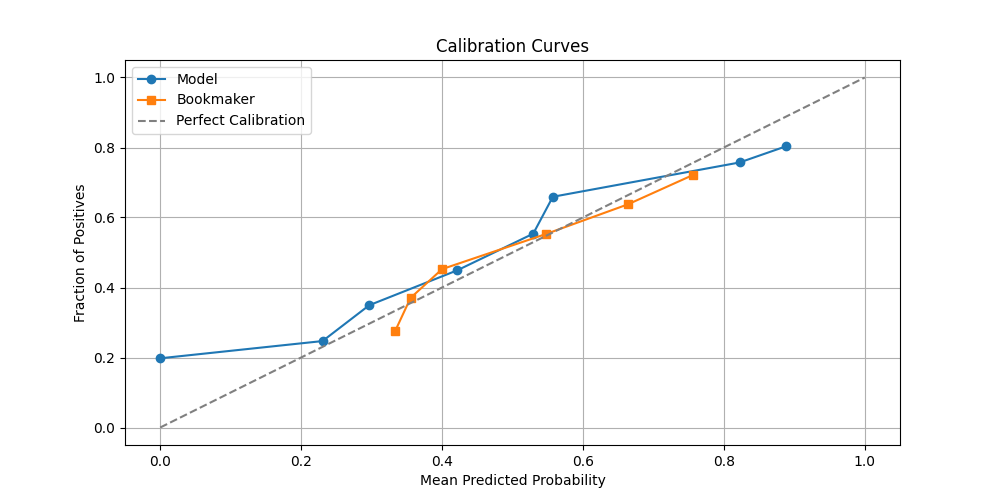 Calibration Curves
Model
Bookmaker
Perfect Calibration
Fraction of Positives
1.0
0.8
0.6
0.4
0.2
0.0
0.0 0.2 0.4 0.6 0.8 1.0
Mean Predicted Probability